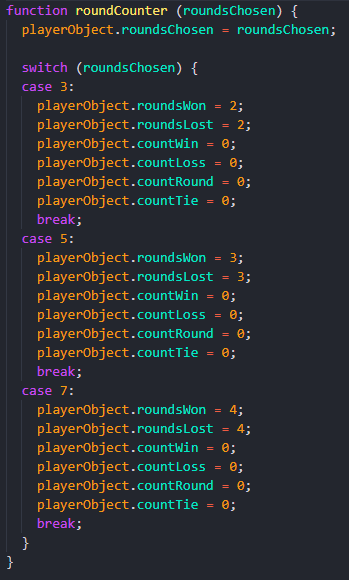 function roundCounter (roundsChosen) {
  playerObject.roundsChosen = roundsChosen;

  switch (roundsChosen) {
  case 3:
    playerObject.roundsWon = 2;
    playerObject.roundsLost = 2;
    playerObject.countWin = 0;
    playerObject.countLoss = 0;
    playerObject.countRound = 0;
    playerObject.countTie = 0;
    break;
  case 5:
    playerObject.roundsWon = 3;
    playerObject.roundsLost = 3;
    playerObject.countWin = 0;
    playerObject.countLoss = 0;
    playerObject.countRound = 0;
    playerObject.countTie = 0;
    break;
  case 7:
    playerObject.roundsWon = 4;
    playerObject.roundsLost = 4;
    playerObject.countWin = 0;
    playerObject.countLoss = 0;
    playerObject.countRound = 0;
    playerObject.countTie = 0;
    break;
  }
}